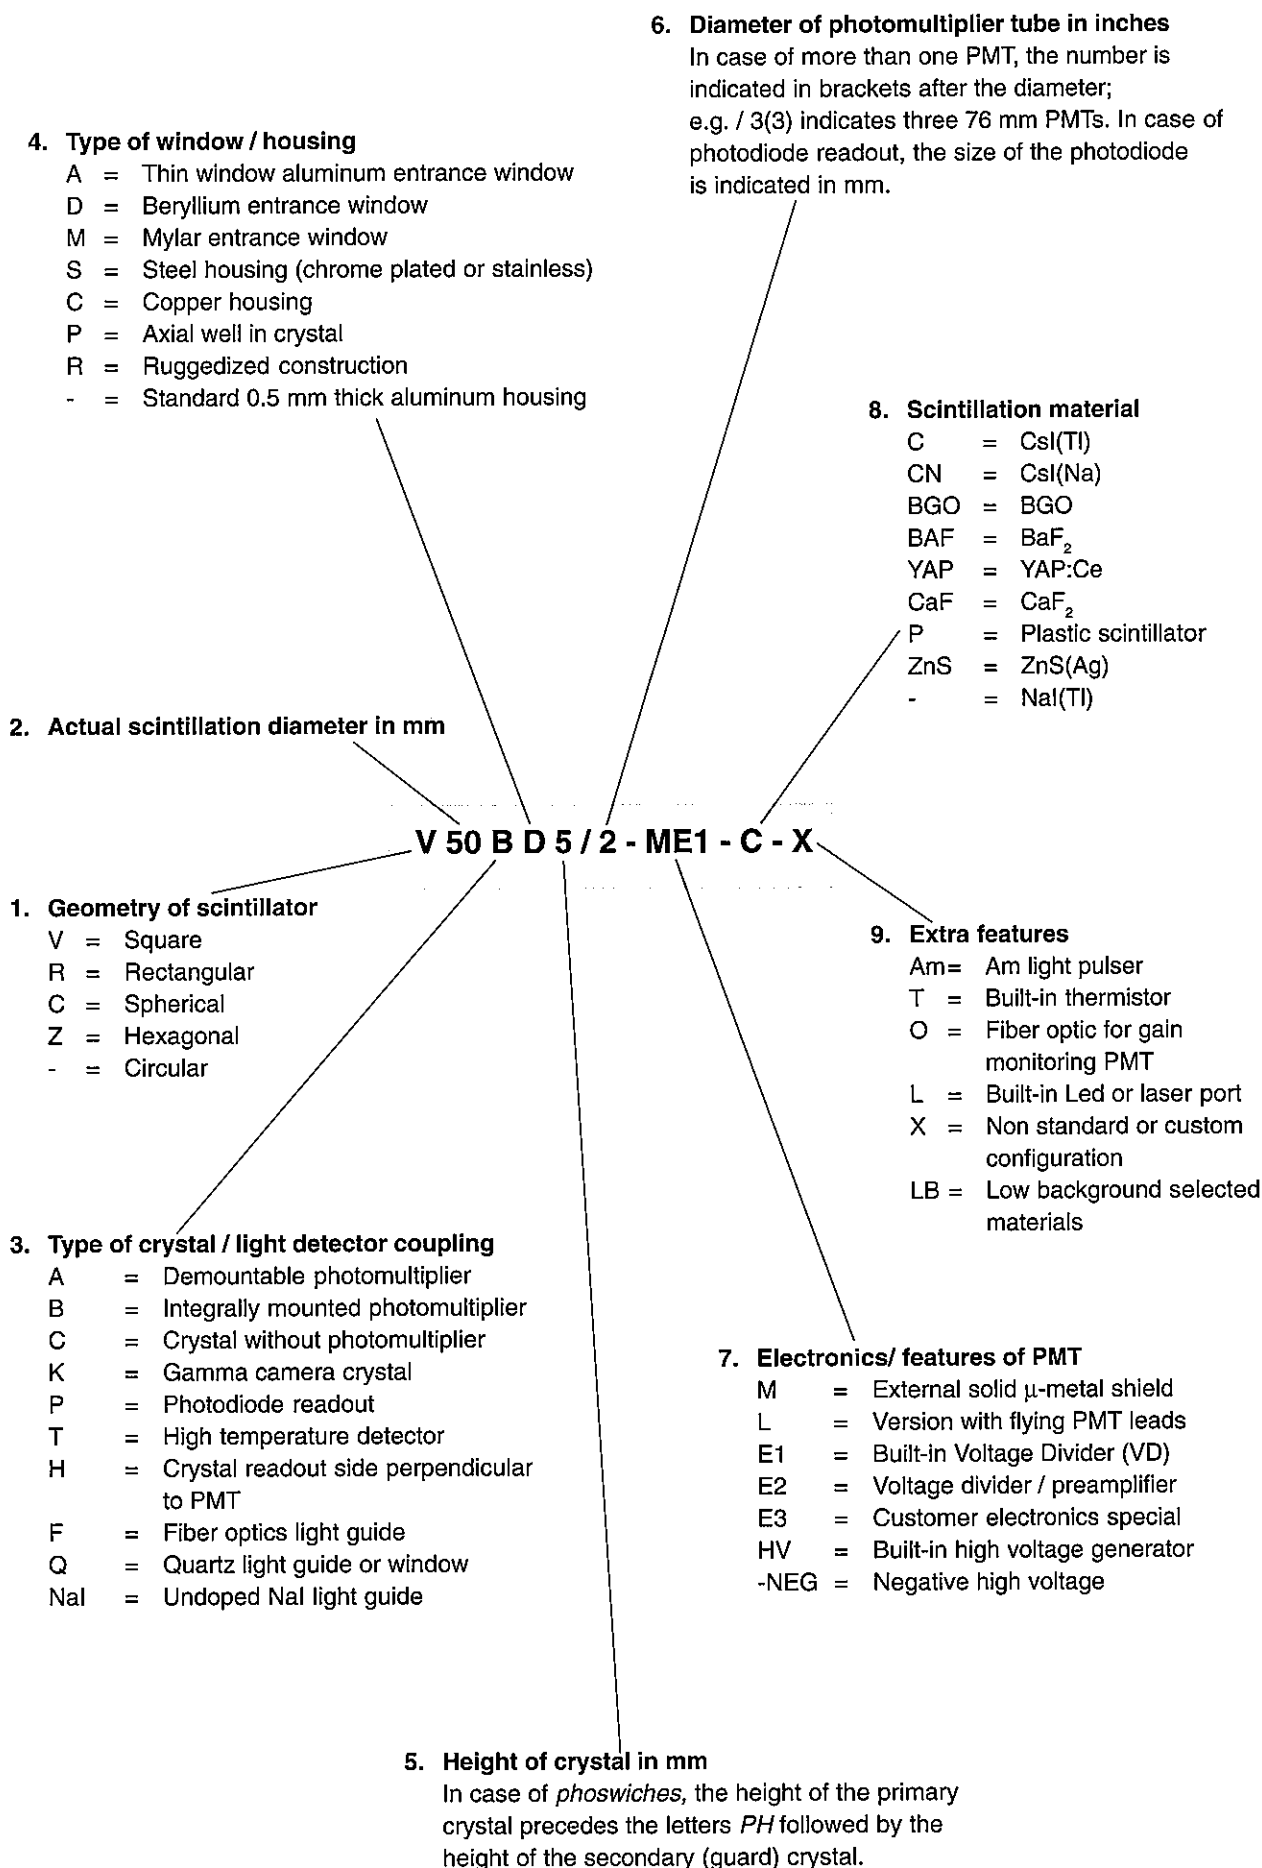 6. Diameter of photomultiplier tube in inches
In case of more than one PMT, the number is
indicated in brackets after the diameter;
e.g. / 3(3) indicates three 76 mm PMTs. In case of
photodiode readout, the size of the photodiode
is indicated in mm.
4. Type of window / housing
A = Thin window aluminum entrance window
D = Beryllium entrance window
M = Mylar entrance window
S = Steel housing (chrome plated or stainless)
C = Copper housing
P = Axial well in crystal
R = Ruggedized construction
- = Standard 0.5 mm thick aluminum housing
8. Scintillation material
C = CsI(Tl)
CN = CsI(Na)
BGO = BGO
BAF = BaF2
YAP = YAP:Ce
CaF = CaF2
P = Plastic scintillator
ZnS = ZnS(Ag)
- = NaI(Tl)
2. Actual scintillation diameter in mm
V 50 B D 5 / 2 - ME1 - C - X
1. Geometry of scintillator
V = Square
R = Rectangular
C = Spherical
Z = Hexagonal
- = Circular
9. Extra features
Am= Am light pulser
T = Built-in thermistor
O = Fiber optic for gain
monitoring PMT
L = Built-in Led or laser port
X = Non standard or custom
configuration
LB = Low background selected
materials
3. Type of crystal / light detector coupling
A = Demountable photomultiplier
B = Integrally mounted photomultiplier
C = Crystal without photomultiplier
K = Gamma camera crystal
P = Photodiode readout
T = High temperature detector
H = Crystal readout side perpendicular
to PMT
F = Fiber optics light guide
Q = Quartz light guide or window
NaI = Undoped NaI light guide
7. Electronics/ features of PMT
M = External solid µ-metal shield
L = Version with flying PMT leads
E1 = Built-in Voltage Divider (VD)
E2 = Voltage divider / preamplifier
E3 = Customer electronics special
HV = Built-in high voltage generator
-NEG = Negative high voltage
5. Height of crystal in mm
In case of phoswiches, the height of the primary
crystal precedes the letters PH followed by the
height of the secondary (guard) crystal.